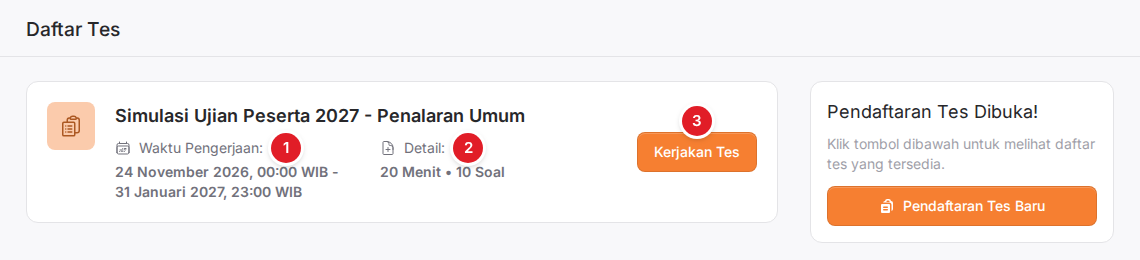 Daftar Tes
Simulasi Ujian Peserta 2027 - Penalaran Umum
Waktu Pengerjaan: 1
24 November 2026, 00:00 WIB -
31 Januari 2027, 23:00 WIB
Detail: 2
20 Menit • 10 Soal
3
Kerjakan Tes
Pendaftaran Tes Dibuka!
Klik tombol dibawah untuk melihat daftar
tes yang tersedia.
Pendaftaran Tes Baru